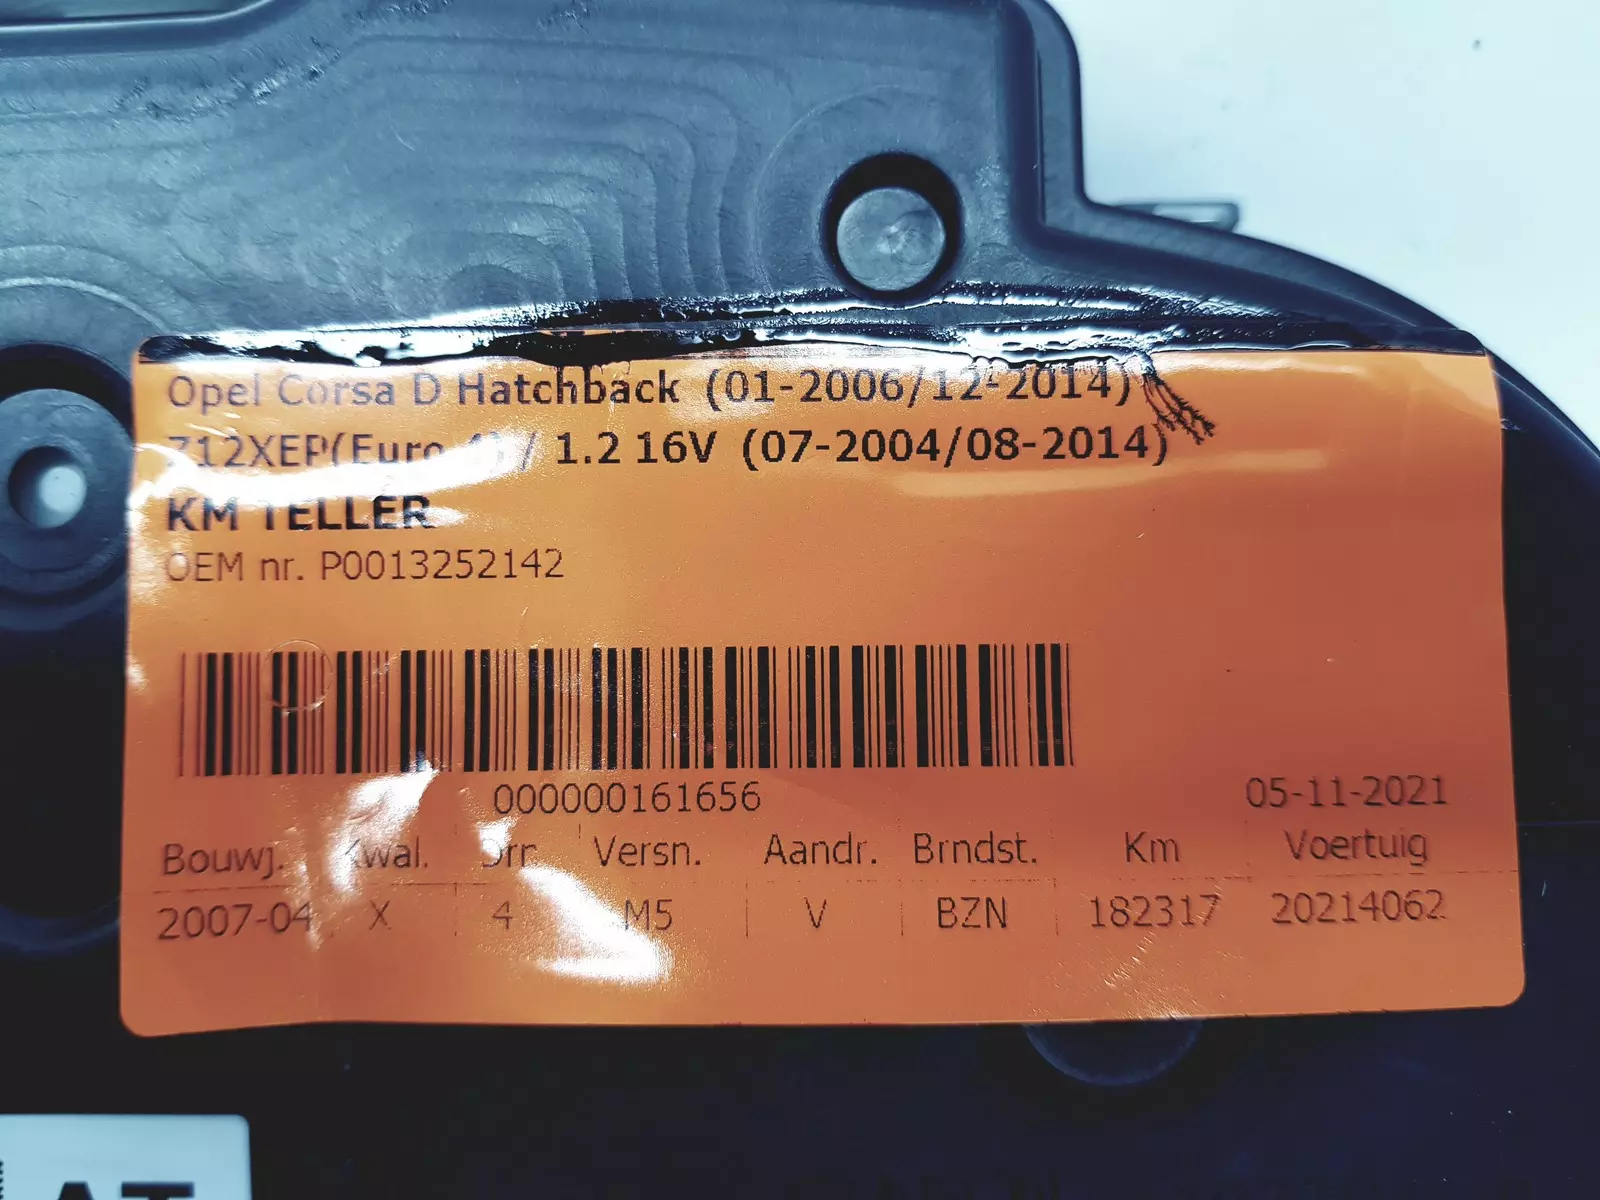 Opel Corsa D Hatchback (01-2006/12-2014)
Z12XEP(Euro 4) / 1.2 16V (07-2004/08-2014)
KM TELLER
OEM nr. P0013252142
000000161656
05-11-2021
Bouwj. Kwal. Drn Versn. Aandr. Brndst. Km Voertuig
2007-04 X 4 M5 V BZN 182317 20214062
AT